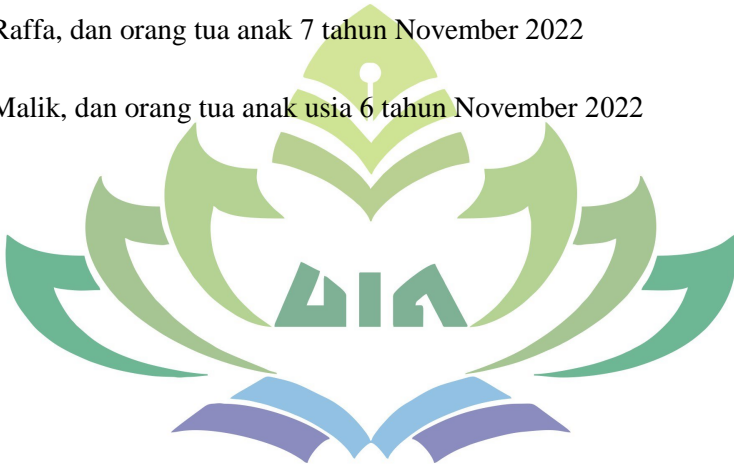 Raffa, dan orang tua anak 7 tahun November 2022
Malik, dan orang tua anak usia 6 tahun November 2022
UIN